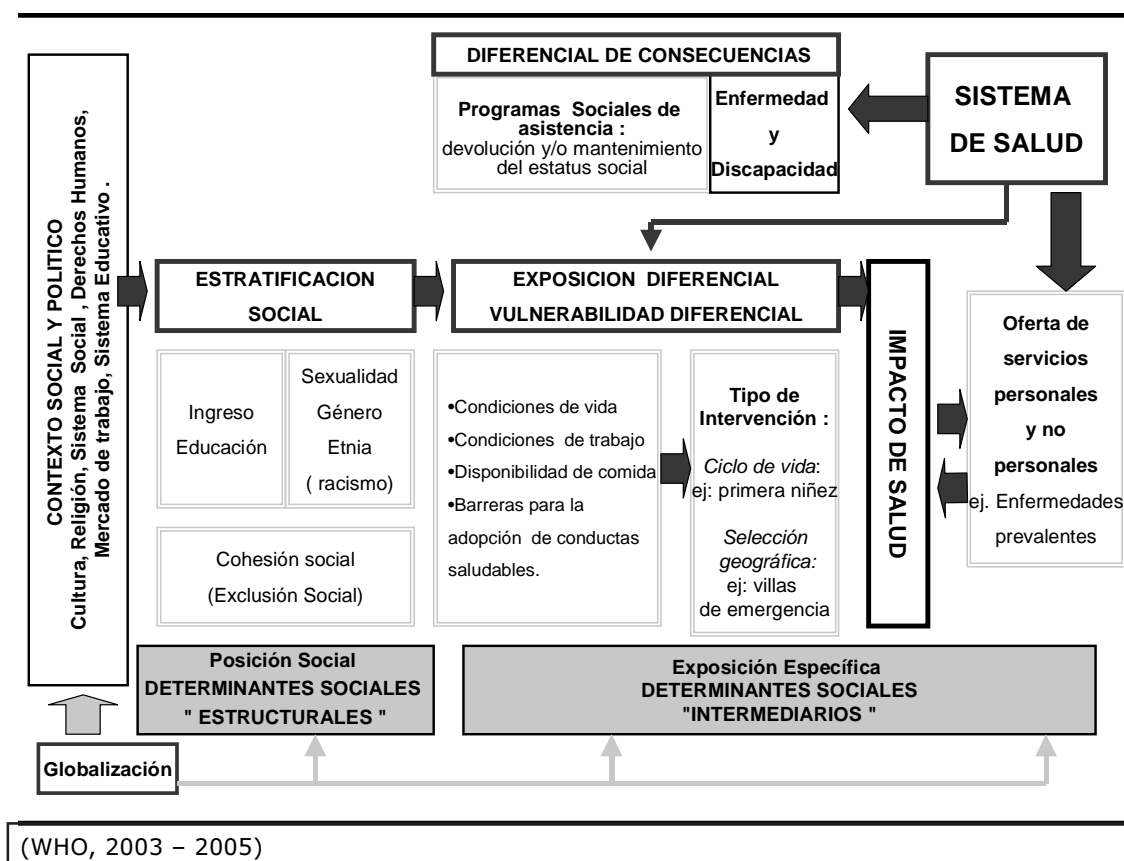 DIFERENCIAL DE CONSECUENCIAS
Programas Sociales de
asistencia :
devolución y/o mantenimiento
del estatus social
Enfermedad
y
Discapacidad
SISTEMA
DE SALUD
CONTEXTO SOCIAL Y POLITICO
Cultura, Religión, Sistema Social , Derechos Humanos,
Mercado de trabajo, Sistema Educativo .
ESTRATIFICACION
SOCIAL
EXPOSICION DIFERENCIAL
VULNERABILIDAD DIFERENCIAL
Ingreso
Educación
Sexualidad
Género
Etnia
( racismo)
Cohesión social
(Exclusión Social)
•Condiciones de vida
•Condiciones de trabajo
•Disponibilidad de comida
•Barreras para la
adopción de conductas
saludables.
Tipo de
Intervención :
Ciclo de vida:
ej: primera niñez
Selección
geográfica:
ej: villas
de emergencia
IMPACTO DE SALUD
Oferta de
servicios
personales
y no
personales
ej. Enfermedades
prevalentes
Posición Social
DETERMINANTES SOCIALES
" ESTRUCTURALES "
Exposición Específica
DETERMINANTES SOCIALES
"INTERMEDIARIOS "
Globalización
(WHO, 2003 – 2005)